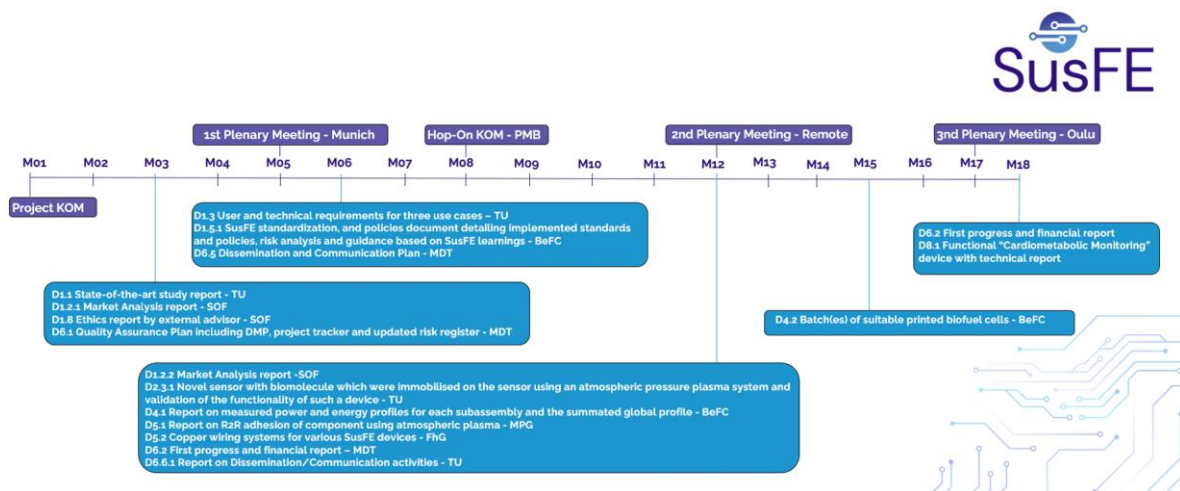 SusFE
1st Plenary Meeting - Munich
Hop-On KOM - PMB
2nd Plenary Meeting - Remote
3nd Plenary Meeting - Oulu
M01 M02 M03 M04 M05 M06 M07 M08 M09 M10 M11 M12 M13 M14 M15 M16 M17 M18
Project KOM
D1.3 User and technical requirements for three use cases – TU
D1.5.1 SusFE standardization, and policies document detailing implemented standards
and policies, risk analysis and guidance based on SusFE learnings - BeFC
D6.5 Dissemination and Communication Plan - MDT
D6.2 First progress and financial report
D8.1 Functional "Cardiometabolic Monitoring"
device with technical report
D1.1 State-of-the-art study report - TU
D1.2.1 Market Analysis report - SOF
D1.8 Ethics report by external advisor - SOF
D6.1 Quality Assurance Plan including DMP, project tracker and updated risk register - MDT
D4.2 Batch(es) of suitable printed biofuel cells - BeFC
D1.2.2 Market Analysis report -SOF
D2.3.1 Novel sensor with biomolecule which were immobilised on the sensor using an atmospheric pressure plasma system and
validation of the functionality of such a device - TU
D4.1 Report on measured power and energy profiles for each subassembly and the summated global profile - BeFC
D5.1 Report on R2R adhesion of component using atmospheric plasma - MPG
D5.2 Copper wiring systems for various SusFE devices - FhG
D6.2 First progress and financial report – MDT
D6.6.1 Report on Dissemination/Communication activities - TU